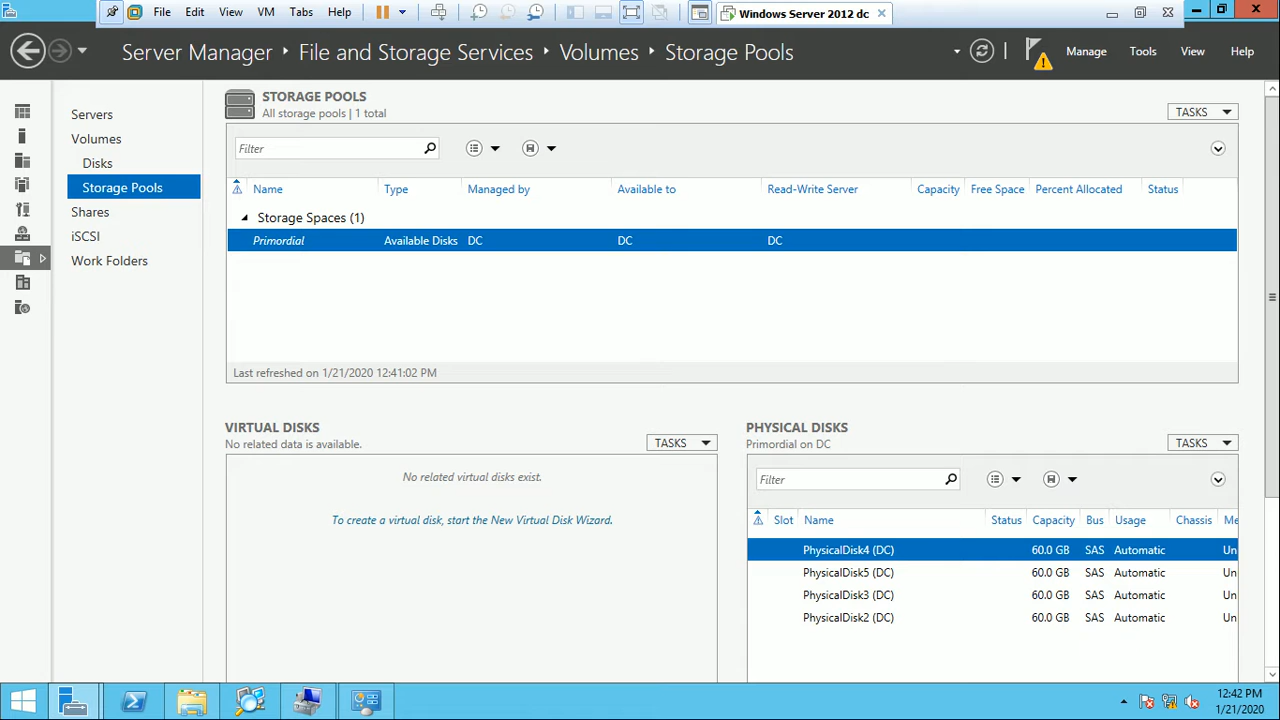 File Edit View VM Tabs Help Windows Server 2012 dc
Server Manager File and Storage Services Volumes Storage Pools Manage Tools View Help
Servers
Volumes
Disks
Storage Pools
Shares
iSCSI
Work Folders
STORAGE POOLS
All storage pools | 1 total
TASKS
Filter
Name Type Managed by Available to Read-Write Server Capacity Free Space Percent Allocated Status
Storage Spaces (1)
Primordial Available Disks DC DC DC
Last refreshed on 1/21/2020 12:41:02 PM
VIRTUAL DISKS
No related data is available.
TASKS
No related virtual disks exist.
To create a virtual disk, start the New Virtual Disk Wizard.
PHYSICAL DISKS
Primordial on DC
TASKS
Filter
Slot Name Status Capacity Bus Usage Chassis Me
PhysicalDisk4 (DC) 60.0 GB SAS Automatic Un
PhysicalDisk5 (DC) 60.0 GB SAS Automatic Un
PhysicalDisk3 (DC) 60.0 GB SAS Automatic Un
PhysicalDisk2 (DC) 60.0 GB SAS Automatic Un
12:42 PM
1/21/2020